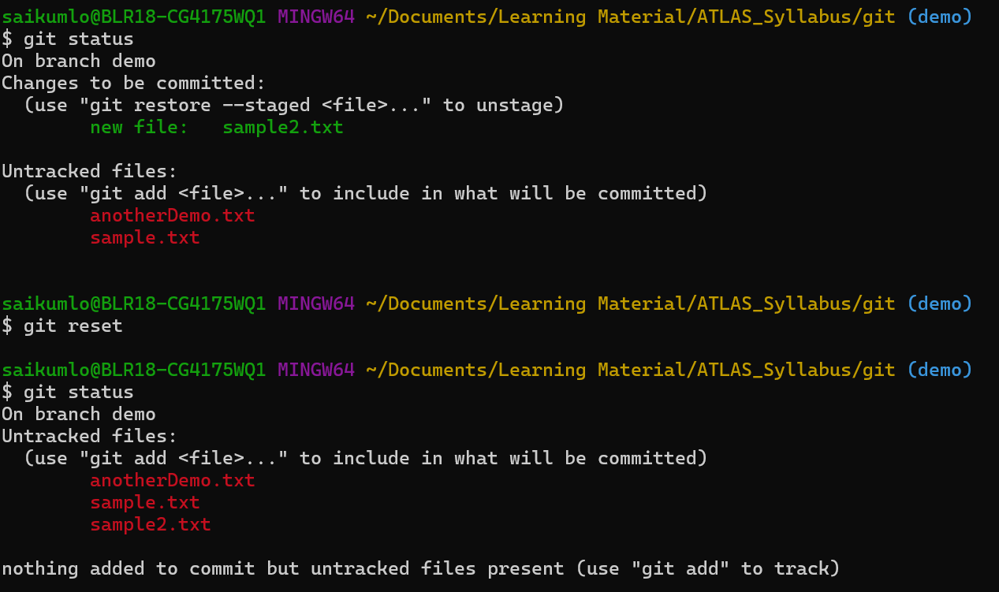 saikumlo@BLR18-CG4175WQ1 MINGW64 ~/Documents/Learning Material/ATLAS_Syllabus/git (demo)
$ git status
On branch demo
Changes to be committed:
  (use "git restore --staged <file>..." to unstage)
        new file:   sample2.txt

Untracked files:
  (use "git add <file>..." to include in what will be committed)
        anotherDemo.txt
        sample.txt


saikumlo@BLR18-CG4175WQ1 MINGW64 ~/Documents/Learning Material/ATLAS_Syllabus/git (demo)
$ git reset

saikumlo@BLR18-CG4175WQ1 MINGW64 ~/Documents/Learning Material/ATLAS_Syllabus/git (demo)
$ git status
On branch demo
Untracked files:
  (use "git add <file>..." to include in what will be committed)
        anotherDemo.txt
        sample.txt
        sample2.txt

nothing added to commit but untracked files present (use "git add" to track)